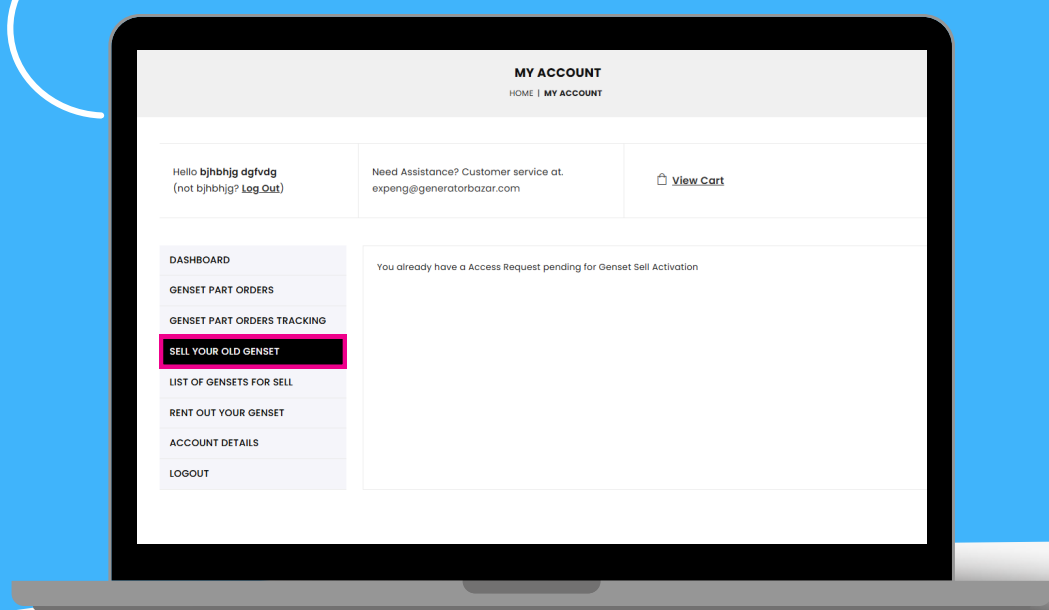 MY ACCOUNT
HOME | MY ACCOUNT
Hello bjhbhjg dgfvdg
(not bjhbhjg? Log Out)
Need Assistance? Customer service at.
expeng@generatorbazar.com
View Cart
DASHBOARD
GENSET PART ORDERS
GENSET PART ORDERS TRACKING
SELL YOUR OLD GENSET
LIST OF GENSETS FOR SELL
RENT OUT YOUR GENSET
ACCOUNT DETAILS
LOGOUT
You already have a Access Request pending for Genset Sell Activation